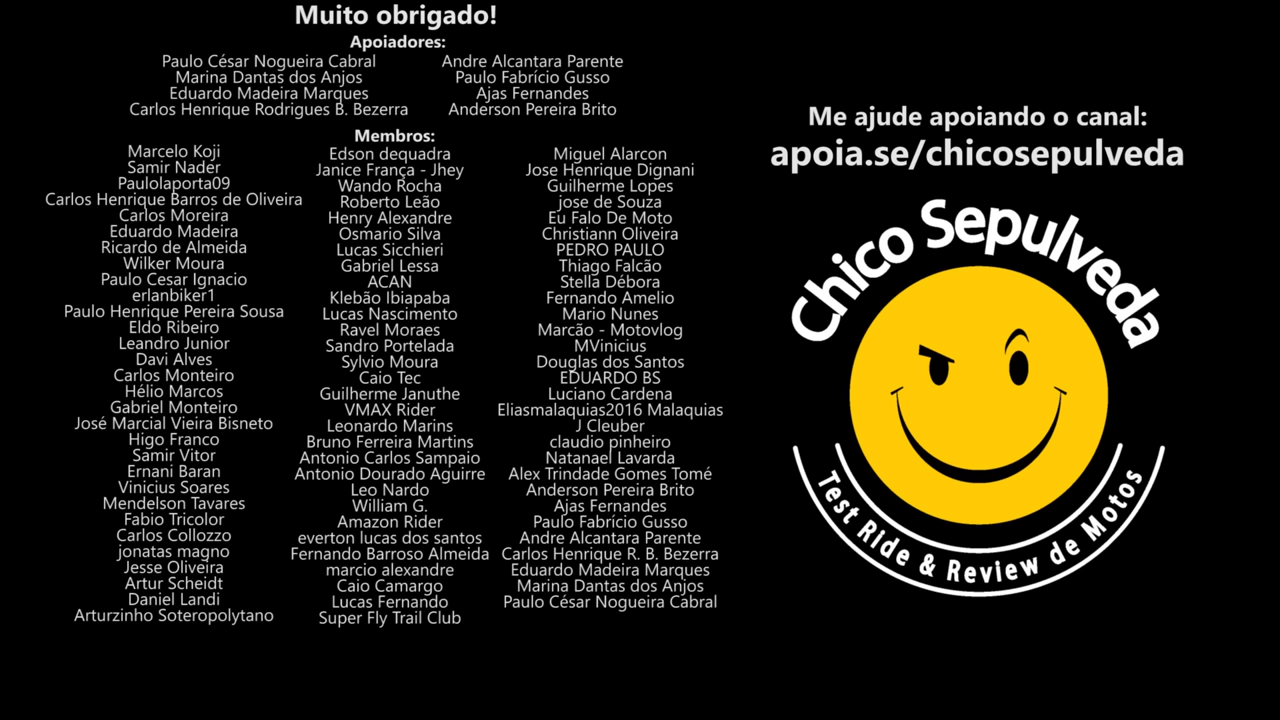 Muito obrigado!
Apoiadores:
Paulo César Nogueira Cabral
Marina Dantas dos Anjos
Eduardo Madeira Marques
Carlos Henrique Rodrigues B. Bezerra
Andre Alcantara Parente
Paulo Fabrício Gusso
Ajas Fernandes
Anderson Pereira Brito
Membros:
Marcelo Koji
Samir Nader
Paulolaporta09
Carlos Henrique Barros de Oliveira
Carlos Moreira
Eduardo Madeira
Ricardo de Almeida
Wilker Moura
Paulo Cesar Ignacio
erlanbiker1
Paulo Henrique Pereira Sousa
Eldo Ribeiro
Leandro Junior
Davi Alves
Carlos Monteiro
Hélio Marcos
Gabriel Monteiro
José Marcial Vieira Bisneto
Higo Franco
Samir Vitor
Ernani Baran
Vinicius Soares
Mendelson Tavares
Fabio Tricolor
Carlos Collozzo
jonatas magno
Jesse Oliveira
Artur Scheidt
Daniel Landi
Arturzinho Soteropolytano
Edson dequadra
Janice França - Jhey
Wando Rocha
Roberto Leão
Henry Alexandre
Osmario Silva
Lucas Sicchieri
Gabriel Lessa
ACAN
Klebão Ibiapaba
Lucas Nascimento
Ravel Moraes
Sandro Portelada
Sylvio Moura
Caio Tec
Guilherme Januthe
VMAX Rider
Leonardo Marins
Bruno Ferreira Martins
Antonio Carlos Sampaio
Antonio Dourado Aguirre
Leo Nardo
William G.
Amazon Rider
everton lucas dos santos
Fernando Barroso Almeida
marcio alexandre
Caio Camargo
Lucas Fernando
Super Fly Trail Club
Miguel Alarcon
Jose Henrique Dignani
Guilherme Lopes
jose de Souza
Eu Falo De Moto
Christiann Oliveira
PEDRO PAULO
Thiago Falcão
Stella Débora
Fernando Amelio
Mario Nunes
Marcão - Motovlog
MVinicius
Douglas dos Santos
EDUARDO BS
Luciano Cardena
Eliasmalaquias2016 Malaquias
J Cleuber
claudio pinheiro
Natanael Lavarda
Alex Trindade Gomes Tomé
Anderson Pereira Brito
Ajas Fernandes
Paulo Fabrício Gusso
Andre Alcantara Parente
Carlos Henrique R. B. Bezerra
Eduardo Madeira Marques
Marina Dantas dos Anjos
Paulo César Nogueira Cabral
Me ajude apoiando o canal:
apoia.se/chicosepulveda
Chico Sepulveda
Test Ride & Review de Motos